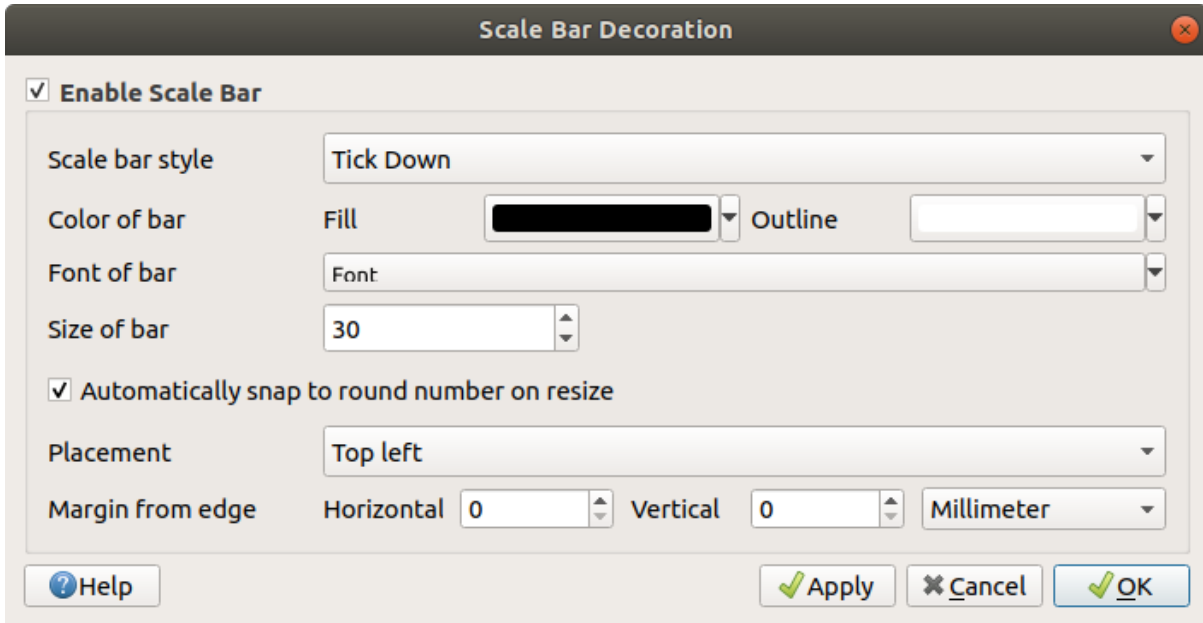 Scale Bar Decoration
Enable Scale Bar
Scale bar style Tick Down
Color of bar Fill Outline
Font of bar Font
Size of bar 30
Automatically snap to round number on resize
Placement Top left
Margin from edge Horizontal 0 Vertical 0 Millimeter
Help Apply Cancel OK